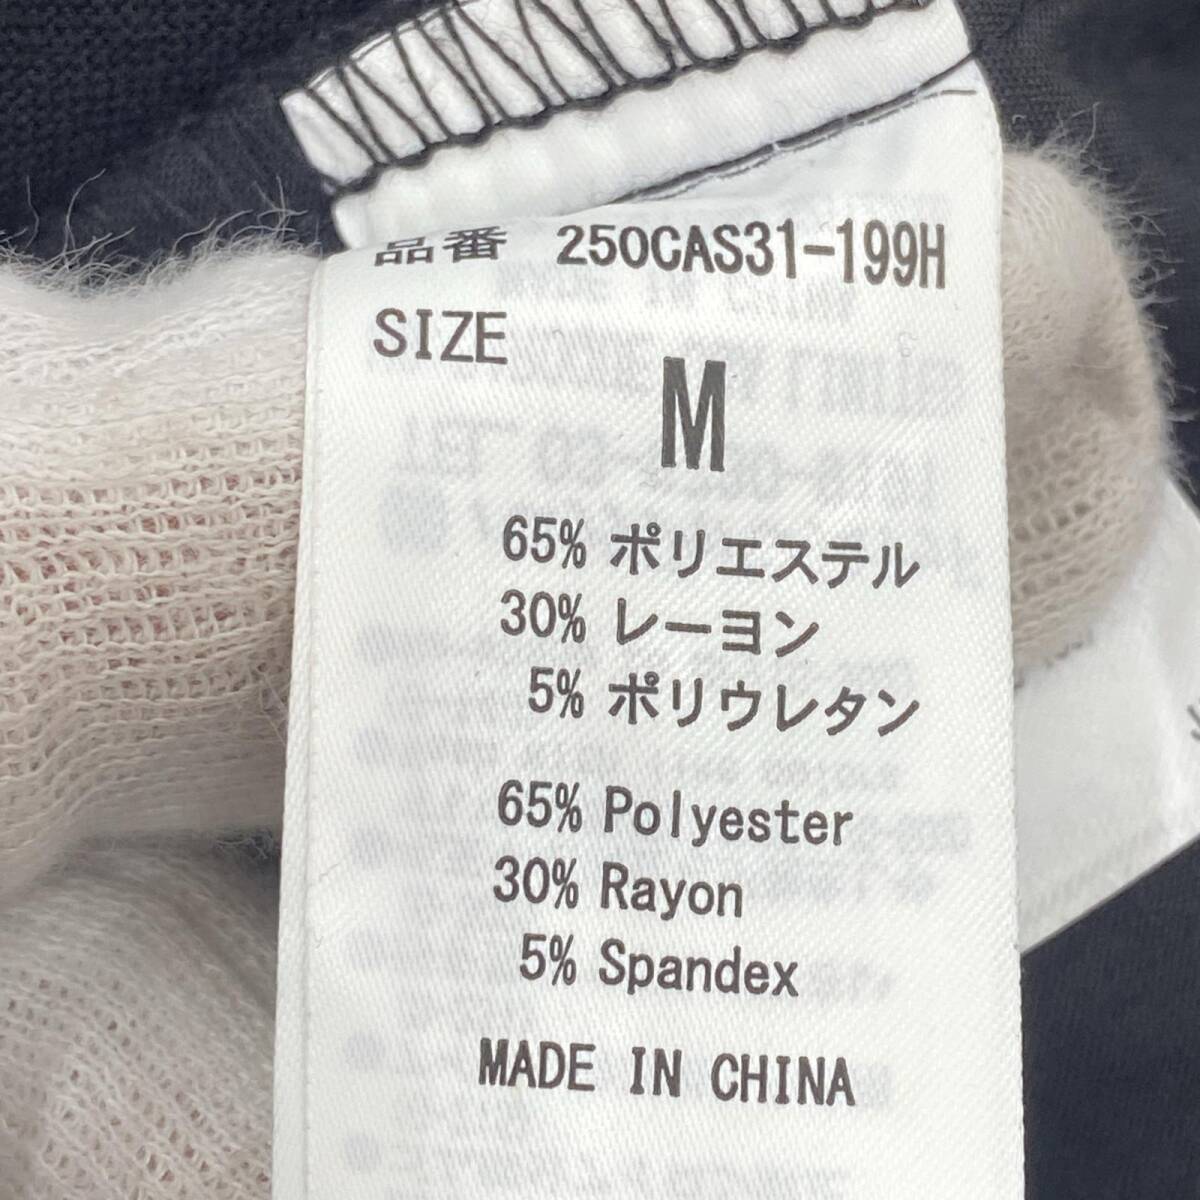 品番 250CAS31-199H
SIZE
M
65% ポリエステル
30% レーヨン
5% ポリウレタン
65% Polyester
30% Rayon
5% Spandex
MADE IN CHINA